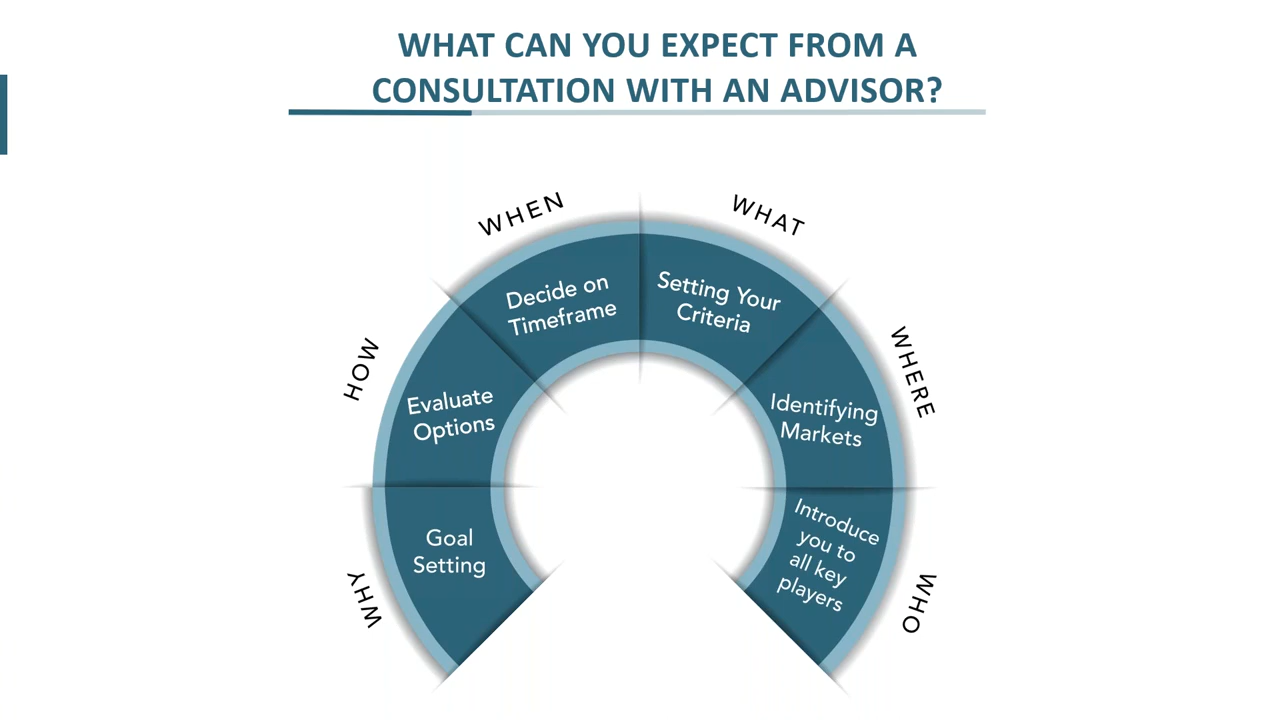 WHAT CAN YOU EXPECT FROM A
CONSULTATION WITH AN ADVISOR?
WHY
Goal
Setting
HOW
Evaluate
Options
WHEN
Decide on
Timeframe
WHAT
Setting Your
Criteria
WHERE
Identifying
Markets
WHO
Introduce
you to
all key
players